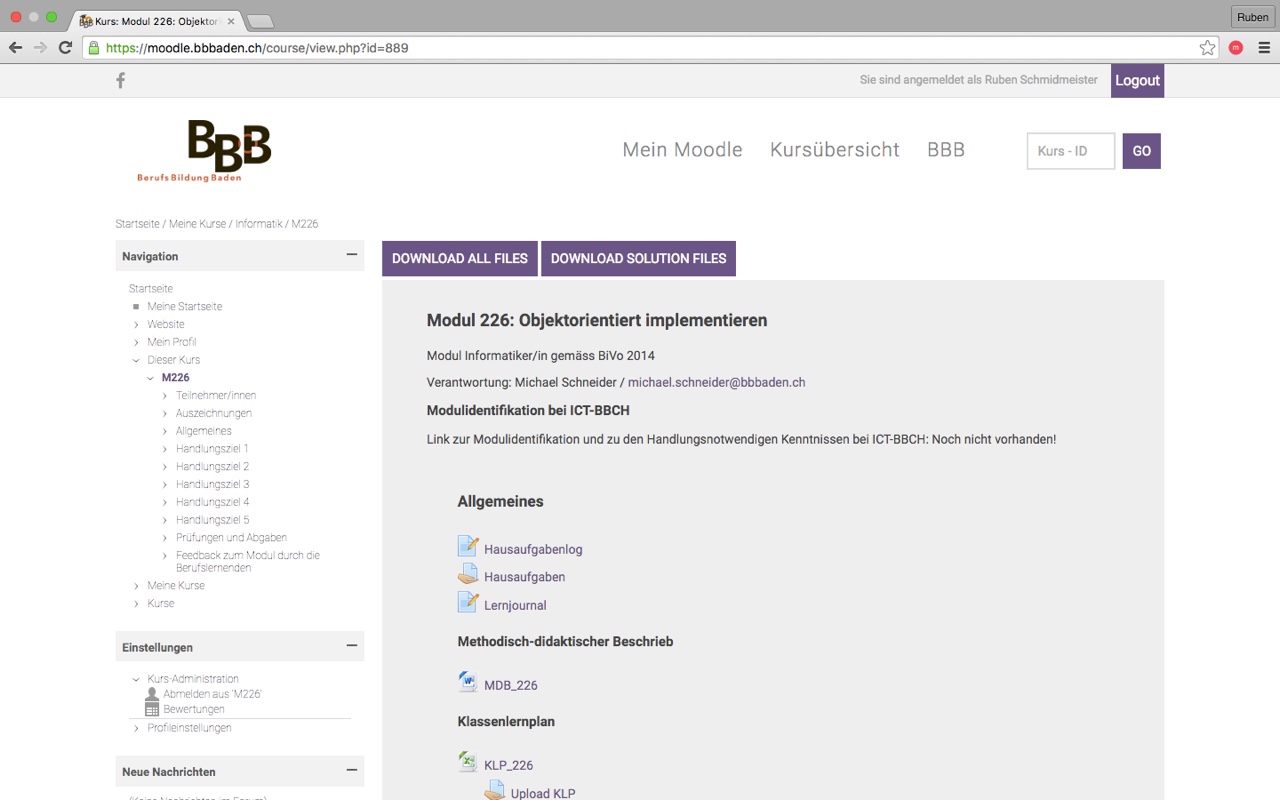 Kurs: Modul 226: Objektori
Ruben
https://moodle.bbbaden.ch/course/view.php?id=889
Sie sind angemeldet als Ruben Schmidmeister
Logout
BBB
BerufsBildungBaden
Mein Moodle
Kursübersicht
BBB
Kurs - ID
GO
Startseite / Meine Kurse / Informatik / M226
Navigation
Startseite
Meine Startseite
Website
Mein Profil
Dieser Kurs
M226
Teilnehmer/innen
Auszeichnungen
Allgemeines
Handlungsziel 1
Handlungsziel 2
Handlungsziel 3
Handlungsziel 4
Handlungsziel 5
Prüfungen und Abgaben
Feedback zum Modul durch die
Berufslernenden
Meine Kurse
Kurse
Einstellungen
Kurs-Administration
Abmelden aus 'M226'
Bewertungen
Profileinstellungen
Neue Nachrichten
(Keine Nachrichten im Forum)
DOWNLOAD ALL FILES
DOWNLOAD SOLUTION FILES
Modul 226: Objektorientiert implementieren
Modul Informatiker/in gemäss BiVo 2014
Verantwortung: Michael Schneider / michael.schneider@bbbaden.ch
Modulidentifikation bei ICT-BBCH
Link zur Modulidentifikation und zu den Handlungsnotwendigen Kenntnissen bei ICT-BBCH: Noch nicht vorhanden!
Allgemeines
Hausaufgabenlog
Hausaufgaben
Lernjournal
Methodisch-didaktischer Beschrieb
MDB_226
Klassenlernplan
KLP_226
Upload KLP